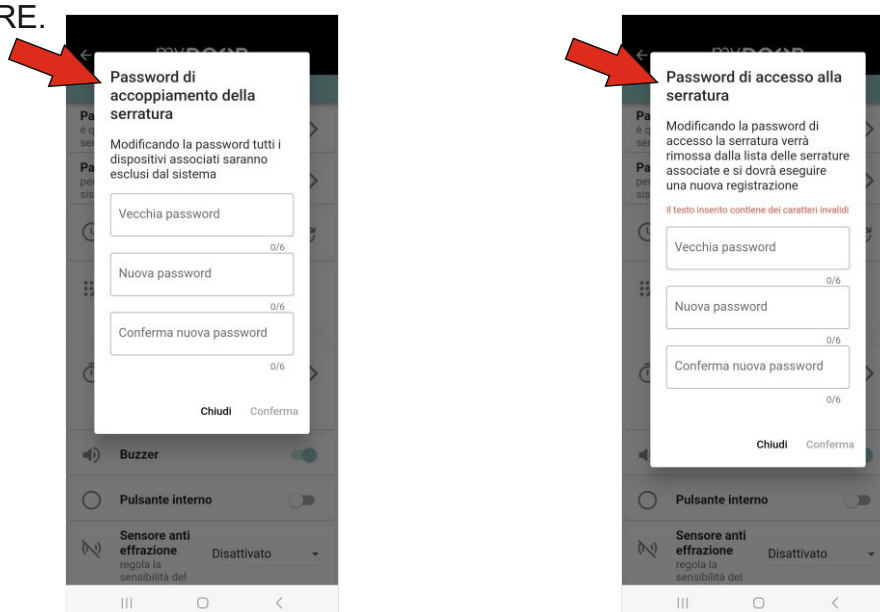 RE.
Password di
accoppiamento della
serratura
Modificando la password tutti i
dispositivi associati saranno
esclusi dal sistema
Vecchia password
0/6
Nuova password
0/6
Conferma nuova password
0/6
Chiudi Conferma
Buzzer
Pulsante interno
Sensore anti
effrazione
regola la
sensibilità del
Disattivato
Password di accesso alla
serratura
Modificando la password di
accesso la serratura verrà
rimossa dalla lista delle serrature
associate e si dovrà eseguire
una nuova registrazione
Il testo inserito contiene dei caratteri invalidi
Vecchia password
0/6
Nuova password
0/6
Conferma nuova password
0/6
Chiudi Conferma
Pulsante interno
Sensore anti
effrazione
regola la
sensibilità del
Disattivato